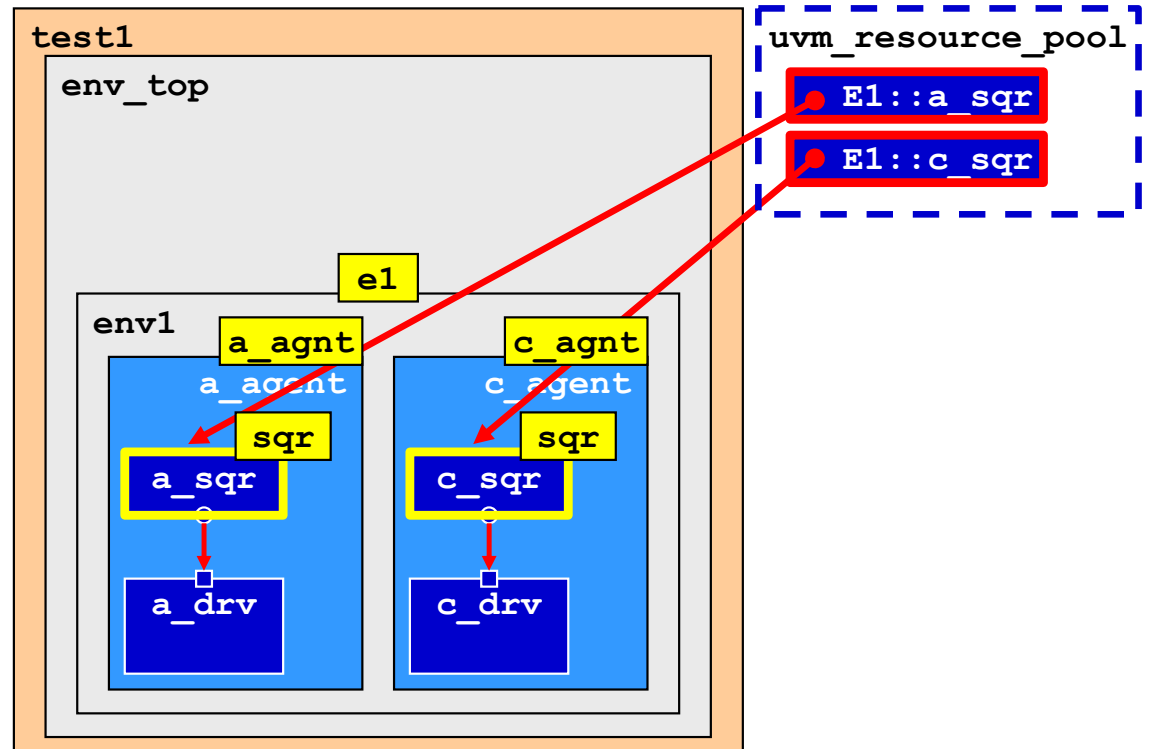 test1
uvm_resource_pool
env_top
E1::a_sqr
E1::c_sqr
e1
env1
a_agnt
c_agnt
a_agent
c_agent
sqr
sqr
a_sqr
c_sqr
a_drv
c_drv